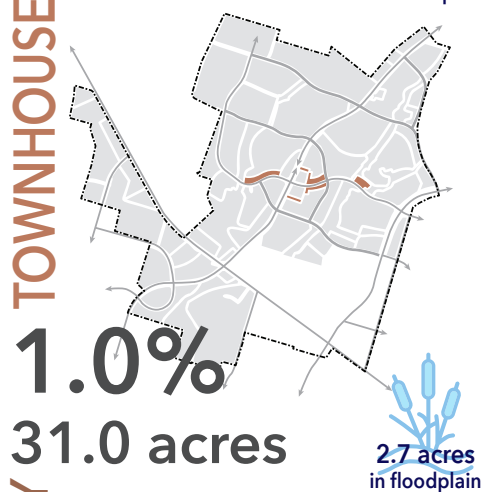 TOWNHOUSE
1.0%
31.0 acres
2.7 acres
in floodplain